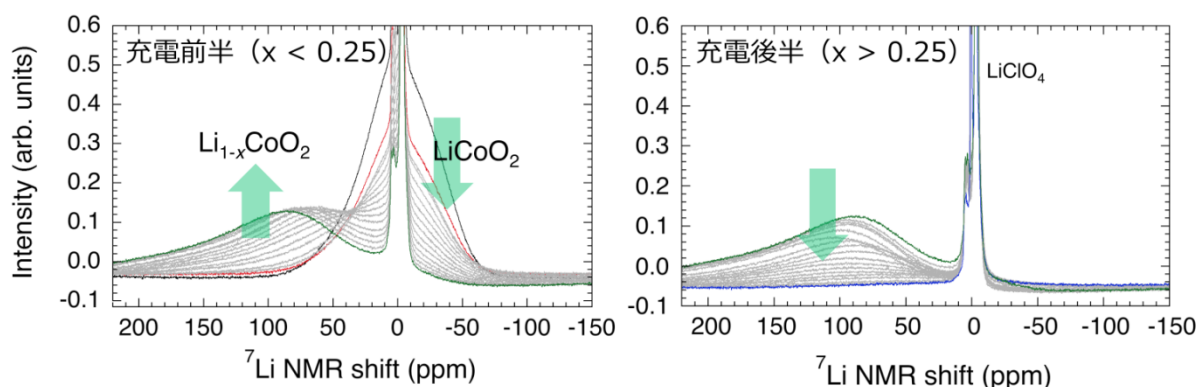 充電前半（x < 0.25）
Li1-xCoO2
LiCoO2
Intensity (arb. units)
0.6
0.5
0.4
0.3
0.2
0.1
0.0
-0.1
200 150 100 50 0 -50 -100 -150
7Li NMR shift (ppm)
充電後半（x > 0.25）
LiClO4
0.6
0.5
0.4
0.3
0.2
0.1
0.0
-0.1
200 150 100 50 0 -50 -100 -150
7Li NMR shift (ppm)